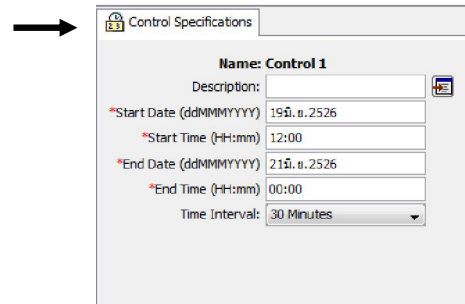 Control Specifications
Name: Control 1
Description:
*Start Date (ddMMMYYYY) 19มิ.ย.2526
*Start Time (HH:mm) 12:00
*End Date (ddMMMYYYY) 21มิ.ย.2526
*End Time (HH:mm) 00:00
Time Interval: 30 Minutes